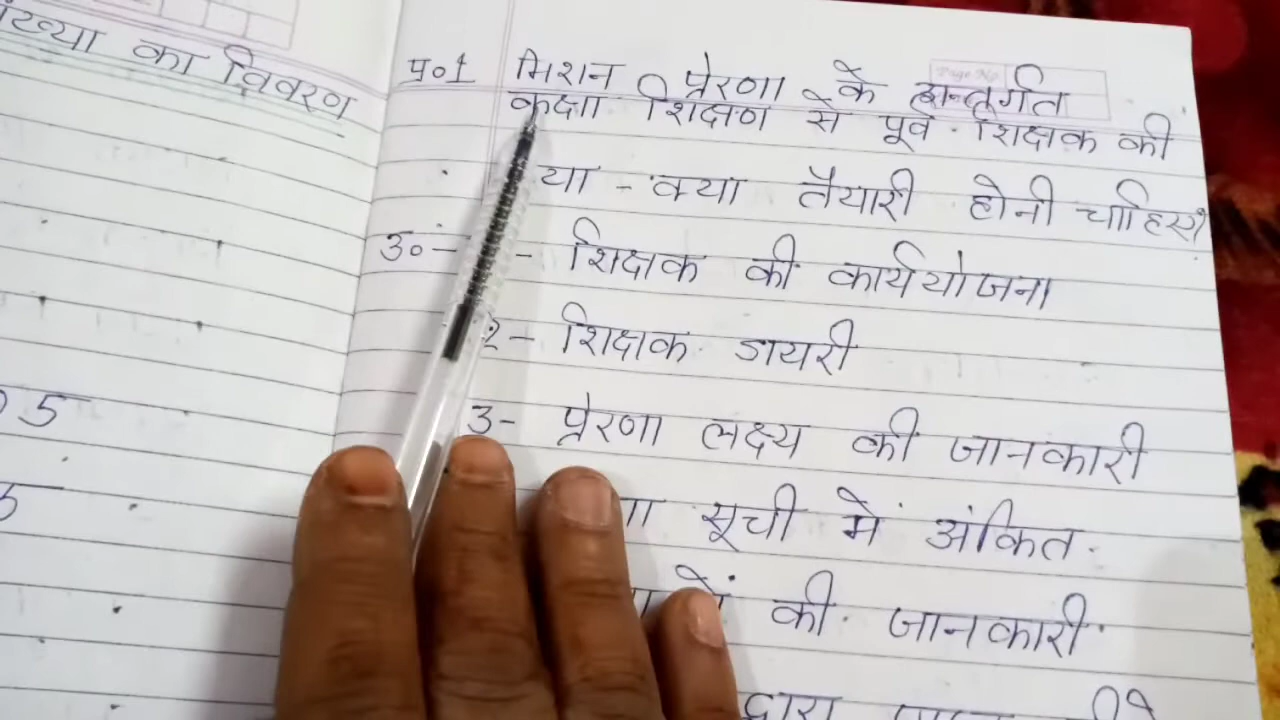 का विवरण
5
प्र०1 मिशन प्रेरणा के अन्तर्गत
कक्षा शिक्षण से पूर्व शिक्षक की
या - क्या तैयारी होनी चाहिए?
उ०:- - शिक्षक की कार्ययोजना
2- शिक्षक डायरी
3- प्रेरणा लक्ष्य की जानकारी
सूची में अंकित
की जानकारी
द्वारा